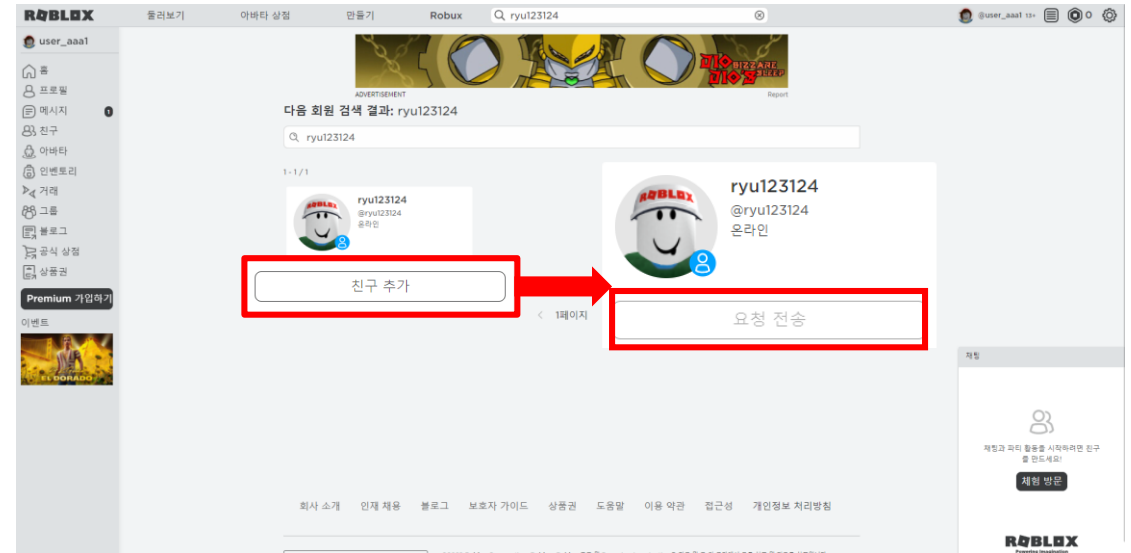 ROBLOX 둘러보기 아바타 상점 만들기 Robux ryu123124 @user_aaa1 13+ 0
user_aaa1
홈
프로필
메시지 1
친구
아바타
인벤토리
거래
그룹
블로그
공식 상점
상품권
Premium 가입하기
이벤트
EL DORADO
BIZZARE
SLEEP
ADVERTISEMENT Report
다음 회원 검색 결과: ryu123124
ryu123124
1-1/1
ryu123124
@ryu123124
온라인
친구 추가
1페이지
ROBLOX
ryu123124
@ryu123124
온라인
요청 전송
채팅
채팅과 파티 활동을 시작하려면 친구
를 만드세요!
체험 방문
회사 소개 인재 채용 블로그 보호자 가이드 상품권 도움말 이용 약관 접근성 개인정보 처리방침
ROBLOX
Powering Imagination